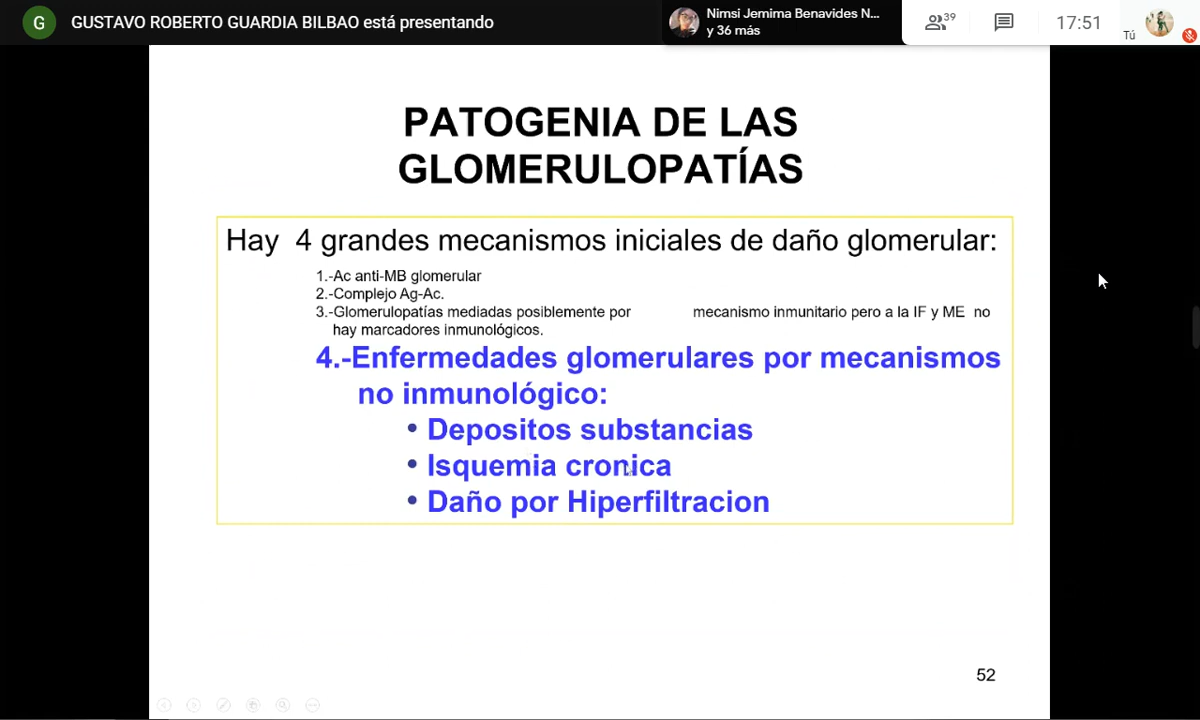 G GUSTAVO ROBERTO GUARDIA BILBAO está presentando
Nimsi Jemima Benavides N...
y 36 más
39
17:51
Tú
PATOGENIA DE LAS
GLOMERULOPATÍAS
Hay 4 grandes mecanismos iniciales de daño glomerular:
1.-Ac anti-MB glomerular
2.-Complejo Ag-Ac.
3.-Glomerulopatías mediadas posiblemente por mecanismo inmunitario pero a la IF y ME no
hay marcadores inmunológicos.
4.-Enfermedades glomerulares por mecanismos
no inmunológico:
• Depositos substancias
• Isquemia cronica
• Daño por Hiperfiltracion
52